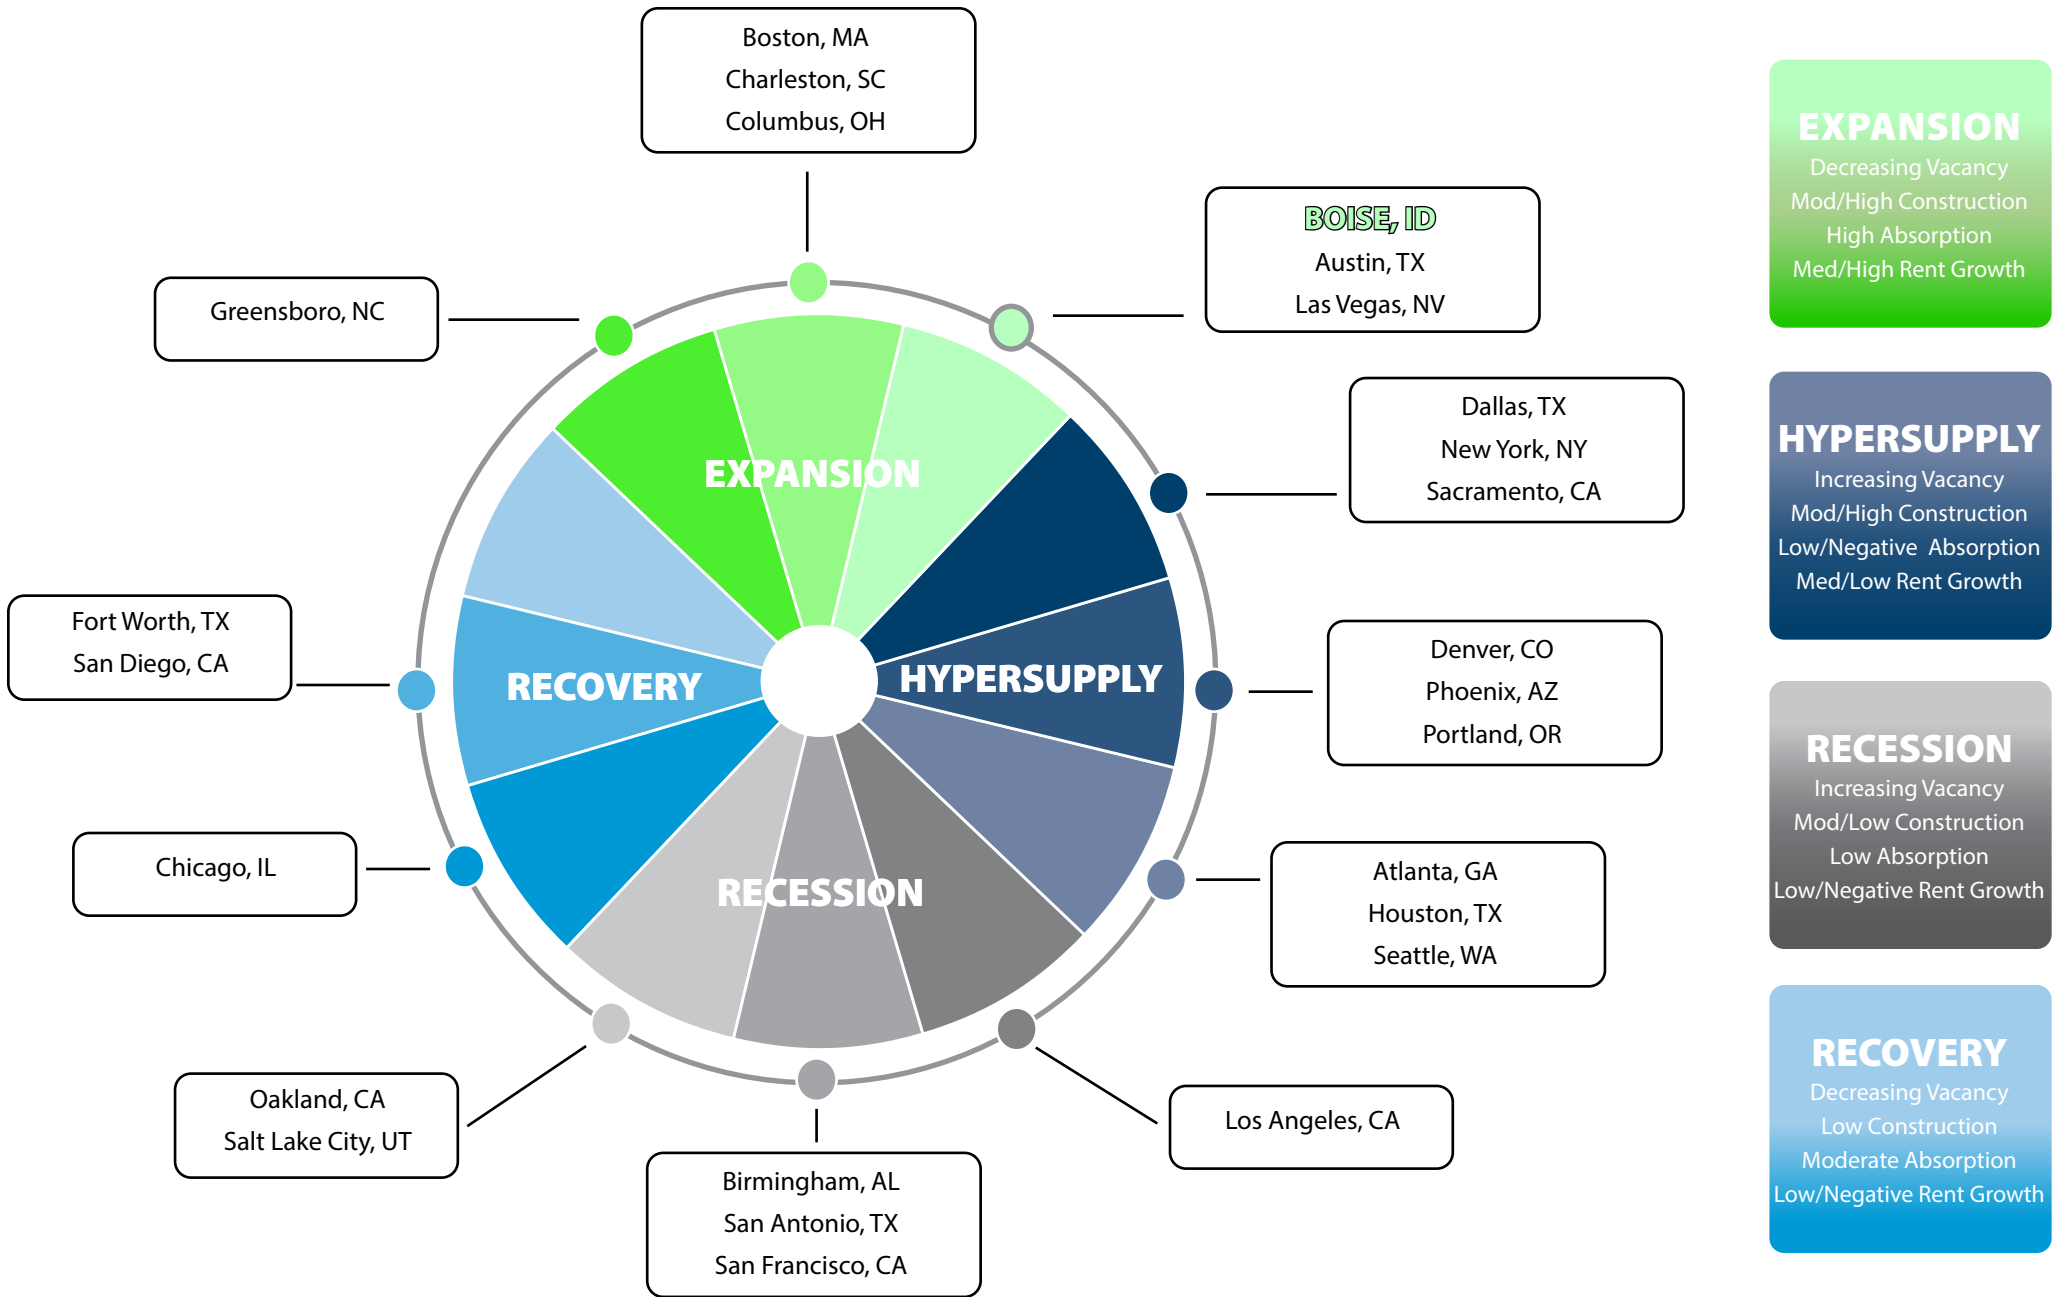 Boston, MA
Charleston, SC
Columbus, OH
BOISE, ID
Austin, TX
Las Vegas, NV
Greensboro, NC
Dallas, TX
New York, NY
Sacramento, CA
EXPANSION
Fort Worth, TX
San Diego, CA
RECOVERY
HYPERSUPPLY
Denver, CO
Phoenix, AZ
Portland, OR
Chicago, IL
RECESSION
Atlanta, GA
Houston, TX
Seattle, WA
Oakland, CA
Salt Lake City, UT
Birmingham, AL
San Antonio, TX
San Francisco, CA
Los Angeles, CA
EXPANSION
Decreasing Vacancy
Mod/High Construction
High Absorption
Med/High Rent Growth
HYPERSUPPLY
Increasing Vacancy
Mod/High Construction
Low/Negative Absorption
Med/Low Rent Growth
RECESSION
Increasing Vacancy
Mod/Low Construction
Low Absorption
Low/Negative Rent Growth
RECOVERY
Decreasing Vacancy
Low Construction
Moderate Absorption
Low/Negative Rent Growth